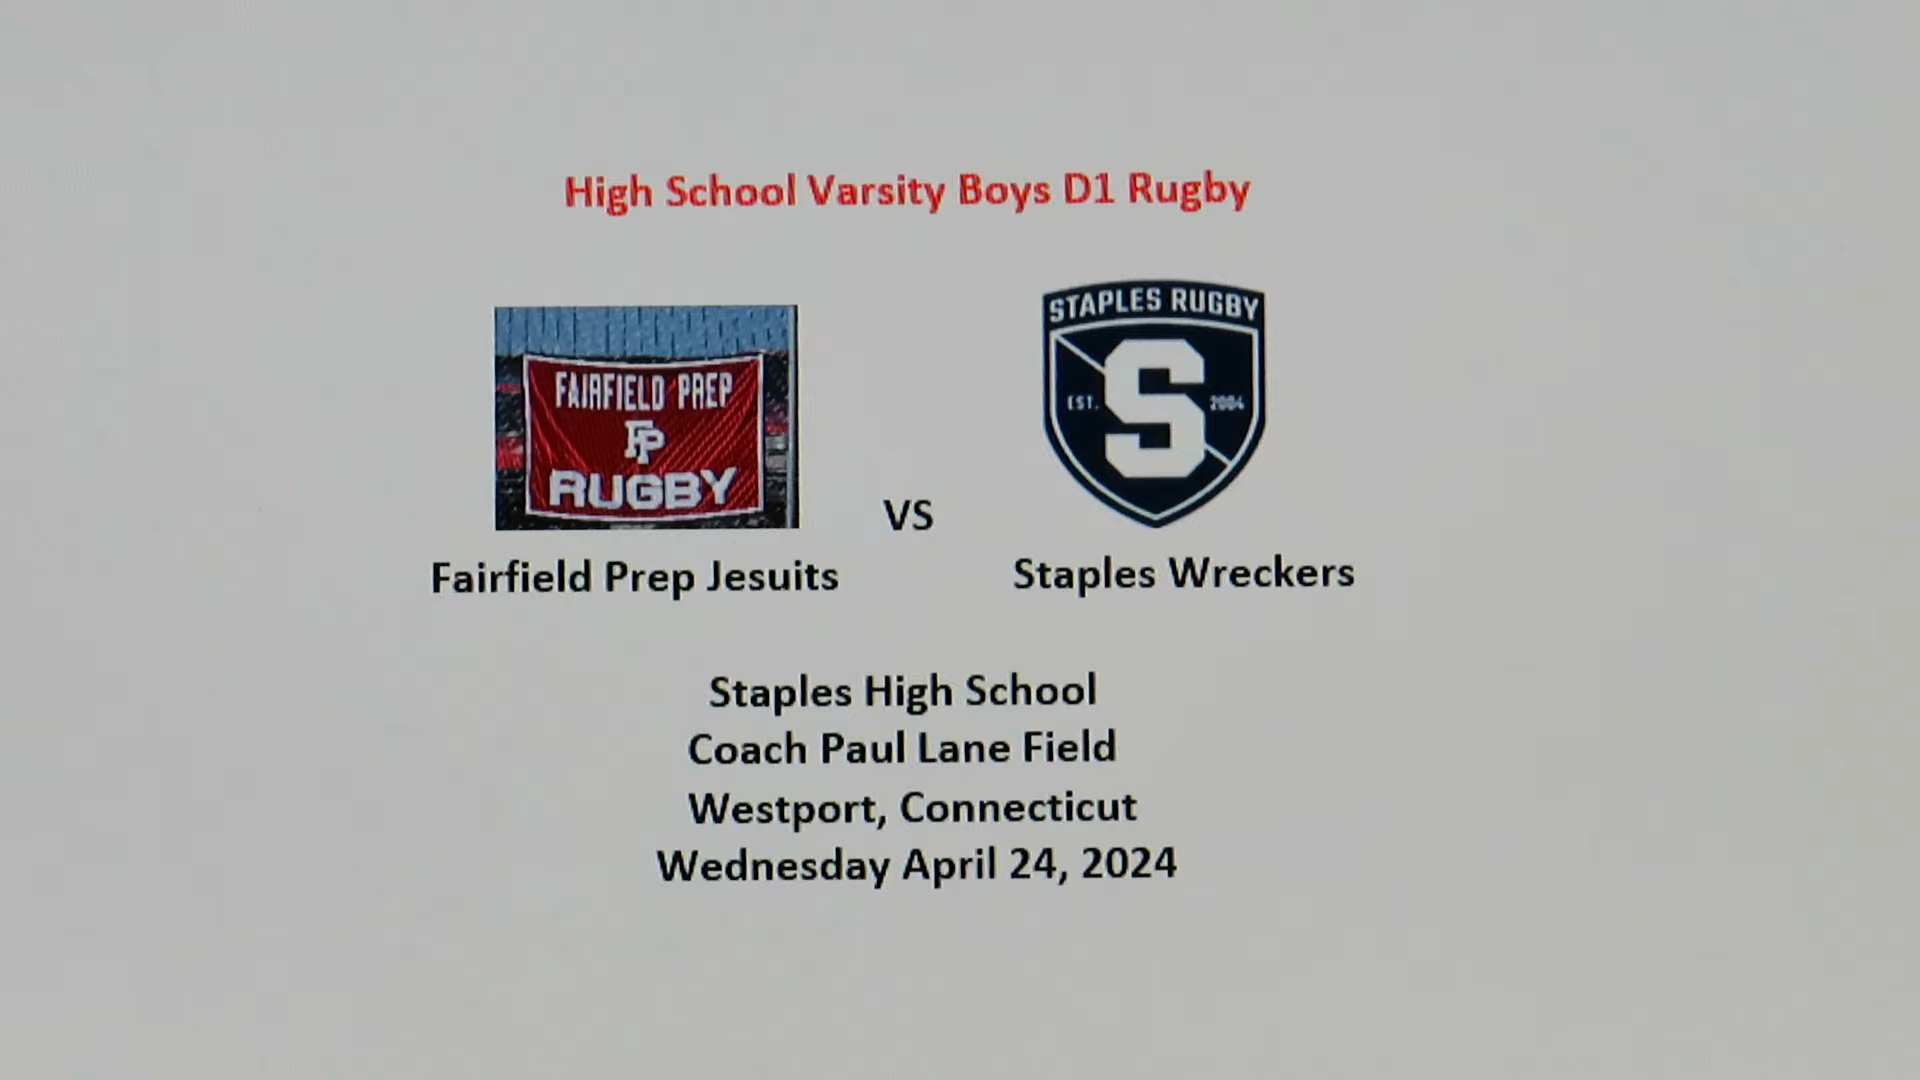 High School Varsity Boys D1 Rugby
FAIRFIELD PREP
FP
RUGBY
STAPLES RUGBY
S
EST. 2004
VS
Fairfield Prep Jesuits
Staples Wreckers
Staples High School
Coach Paul Lane Field
Westport, Connecticut
Wednesday April 24, 2024